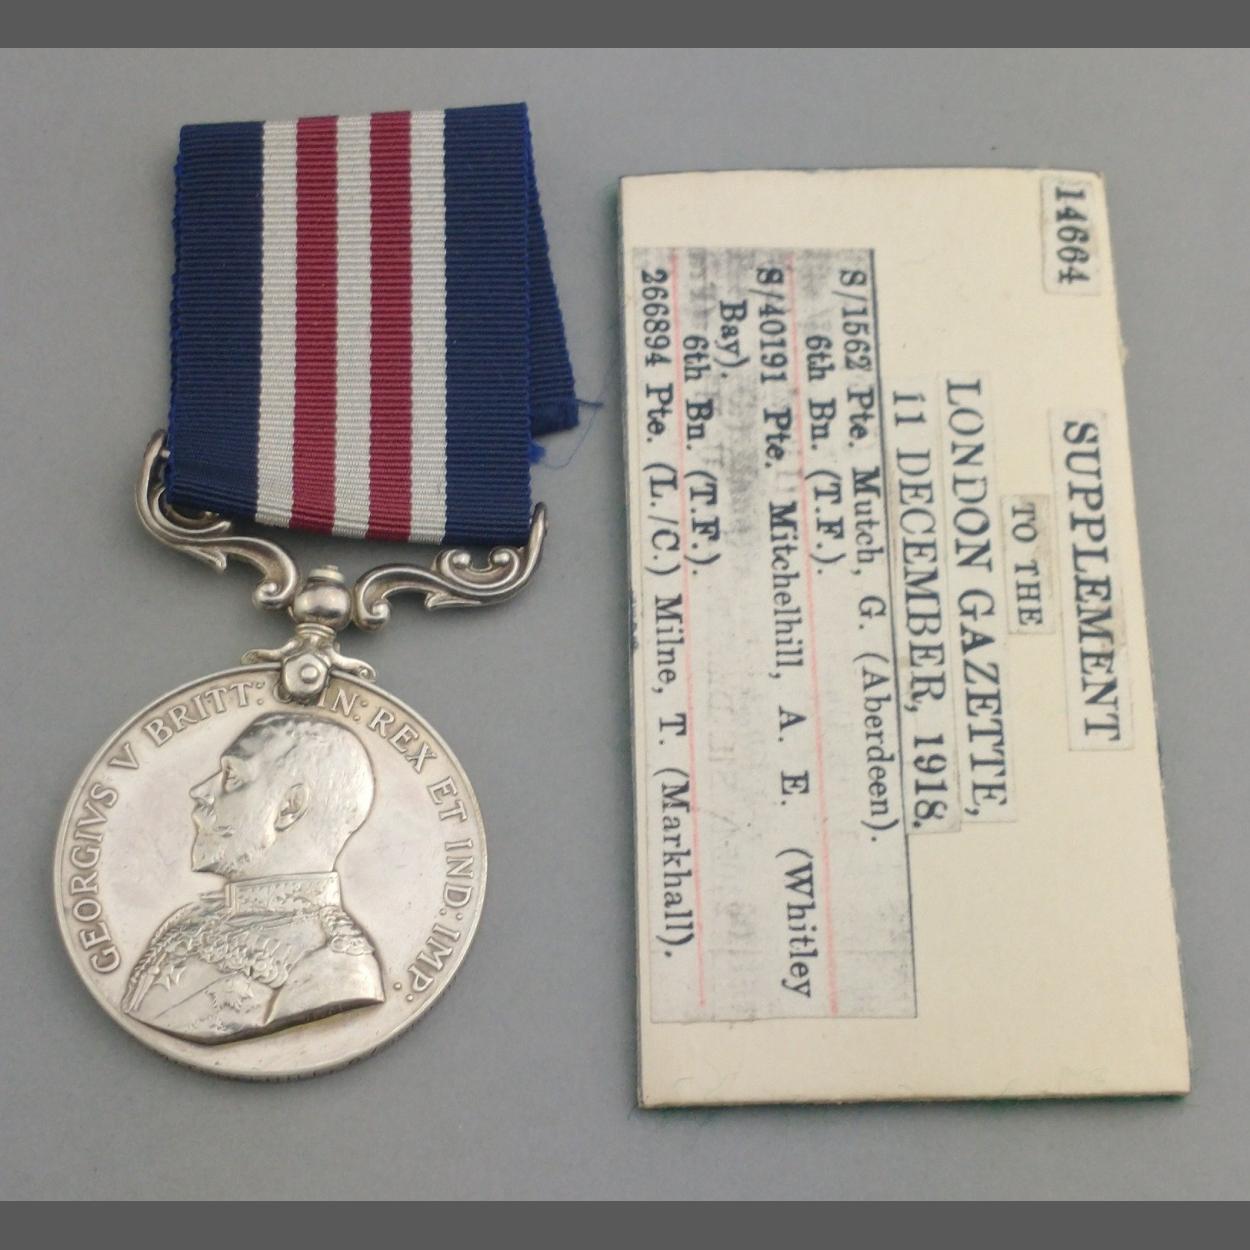 GEORGIVS V BRITT: IN: REX ET IND: IMP:
14664
SUPPLEMENT
TO THE
LONDON GAZETTE,
11 DECEMBER, 1918.
S/1562 Pte. Mutch, G. (Aberdeen).
6th Bn. (T.F.).
S/40191 Pte. Mitchelhill, A. E. (Whitley
Bay).
6th Bn. (T.F.).
266894 Pte. (L./C.) Milne, T. (Markhall).